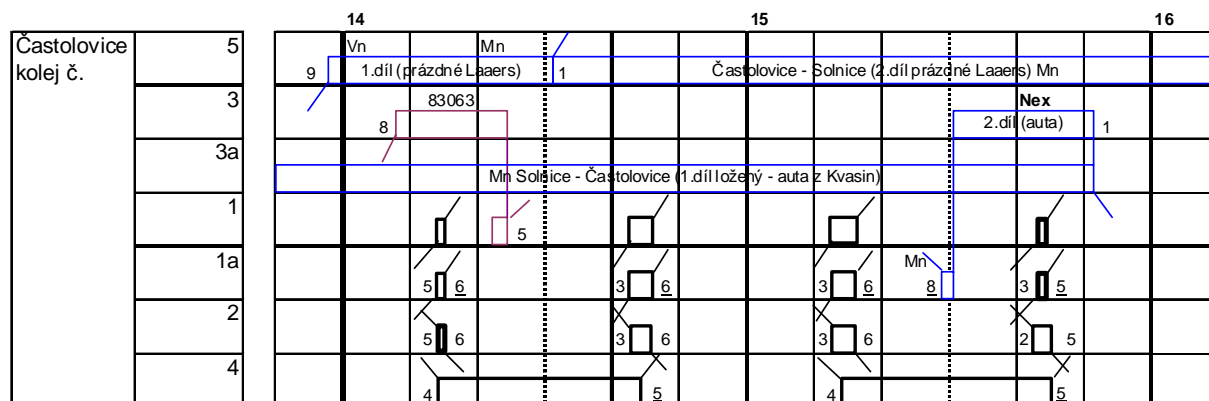 14 15 16
Častolovice
kolej č.
5 Vn Mn
9 1.díl (prázdné Laaers) 1 Častolovice - Solnice (2.díl prázdné Laaers) Mn
3 83063 Nex
8 2.díl (auta) 1
3a
Mn Solnice - Častolovice (1.díl ložený - auta z Kvasin)
1
5
1a Mn
5 6 3 6 3 6 8 3 5
2
5 6 3 6 3 6 2 5
4
4 5 4 5